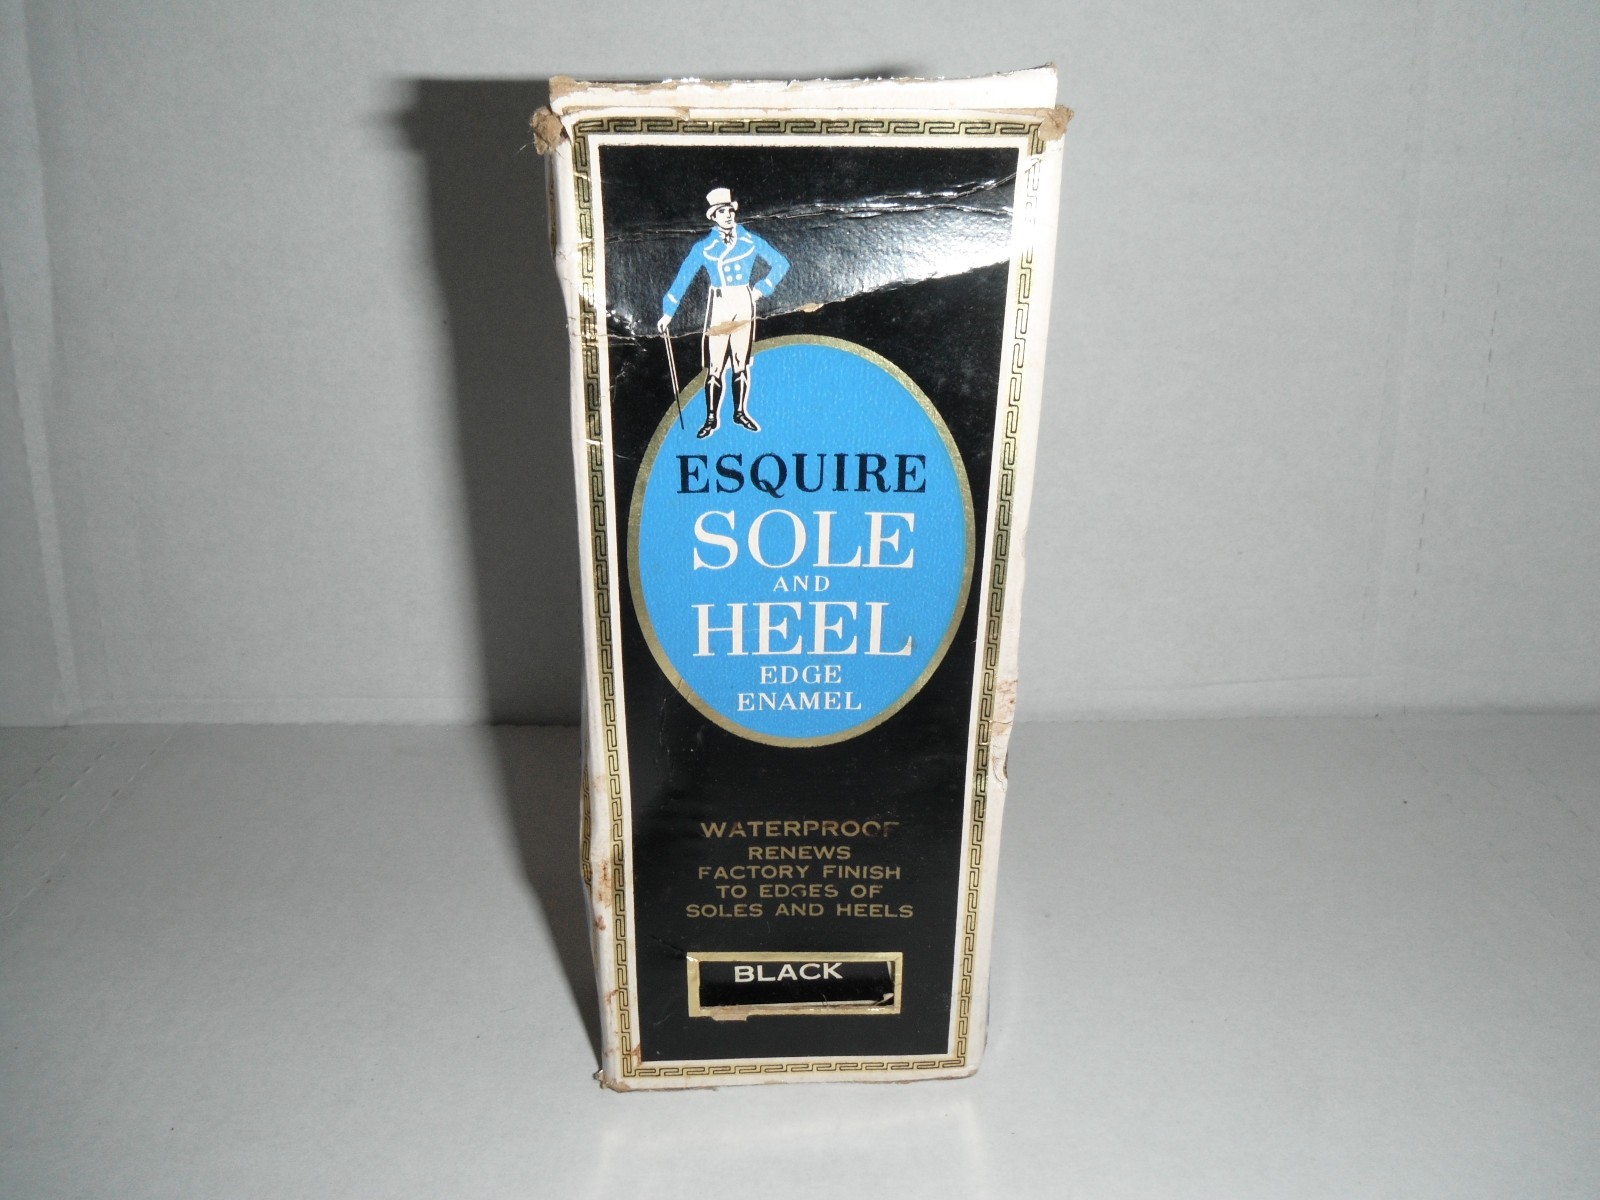 ESQUIRE
SOLE
AND
HEEL
EDGE
ENAMEL
WATERPROOF
RENEWS
FACTORY FINISH
TO EDGES OF
SOLES AND HEELS
BLACK